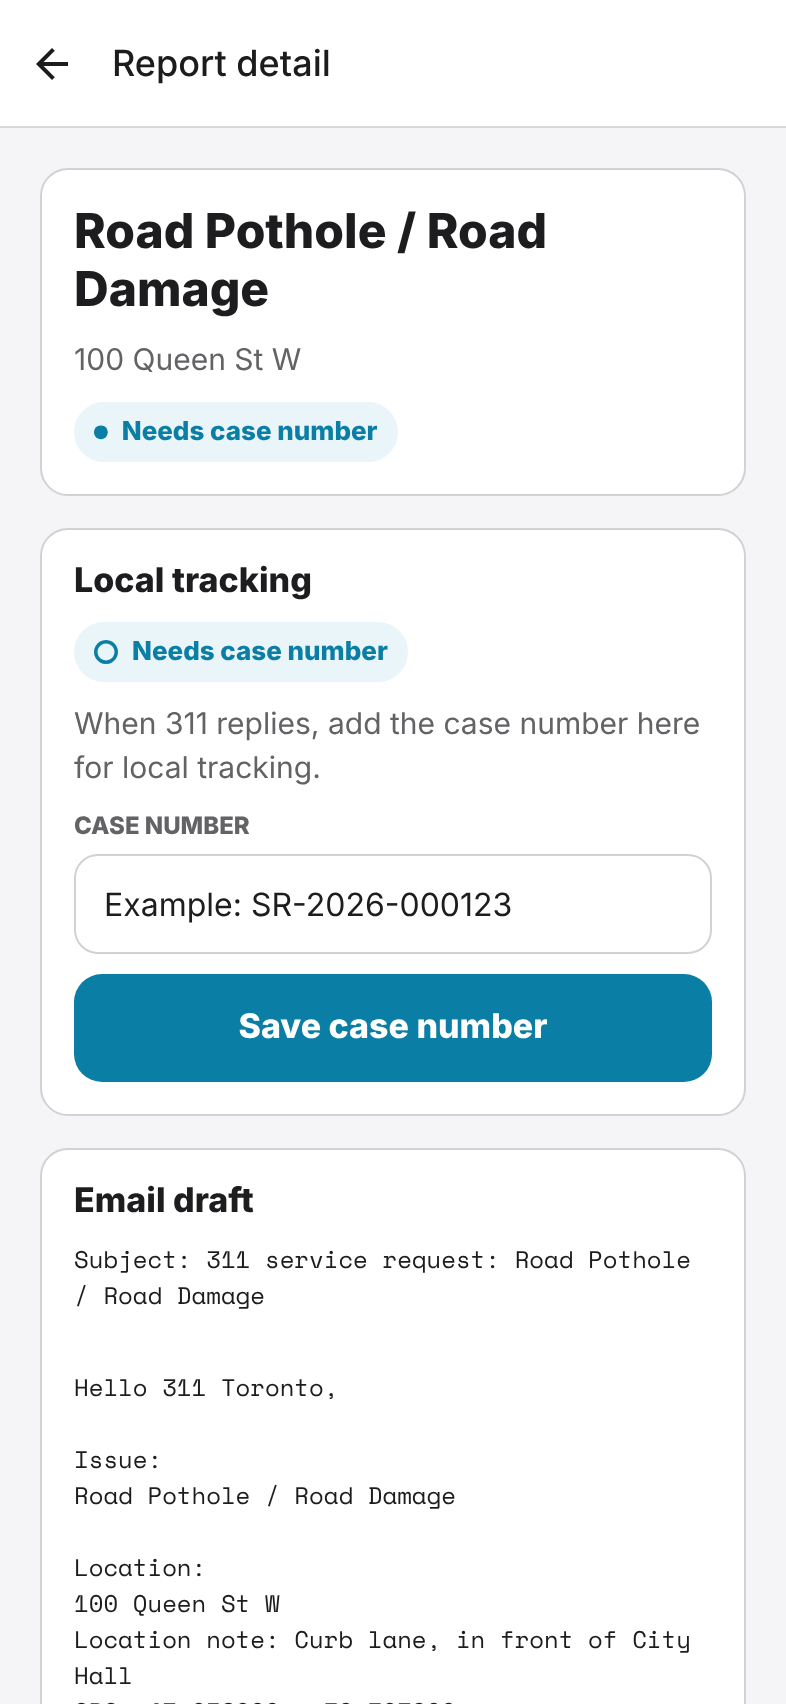 Report detail
Road Pothole / Road
Damage
100 Queen St W
Needs case number
Local tracking
Needs case number
When 311 replies, add the case number here
for local tracking.
CASE NUMBER
Example: SR-2026-000123
Save case number
Email draft
Subject: 311 service request: Road Pothole
/ Road Damage
Hello 311 Toronto,
Issue:
Road Pothole / Road Damage
Location:
100 Queen St W
Location note: Curb lane, in front of City
Hall